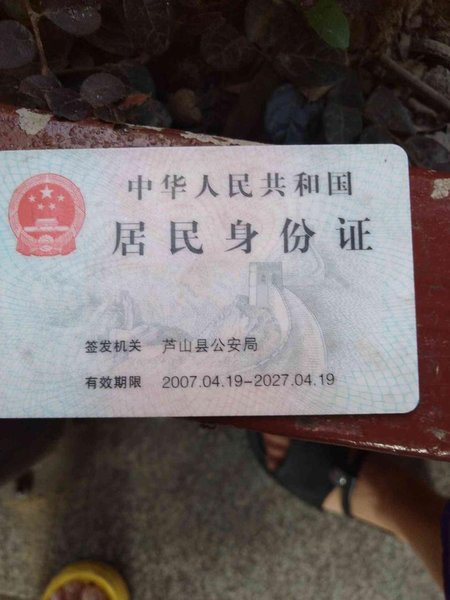 中华人民共和国
居民身份证
签发机关 芦山县公安局
有效期限 2007.04.19-2027.04.19